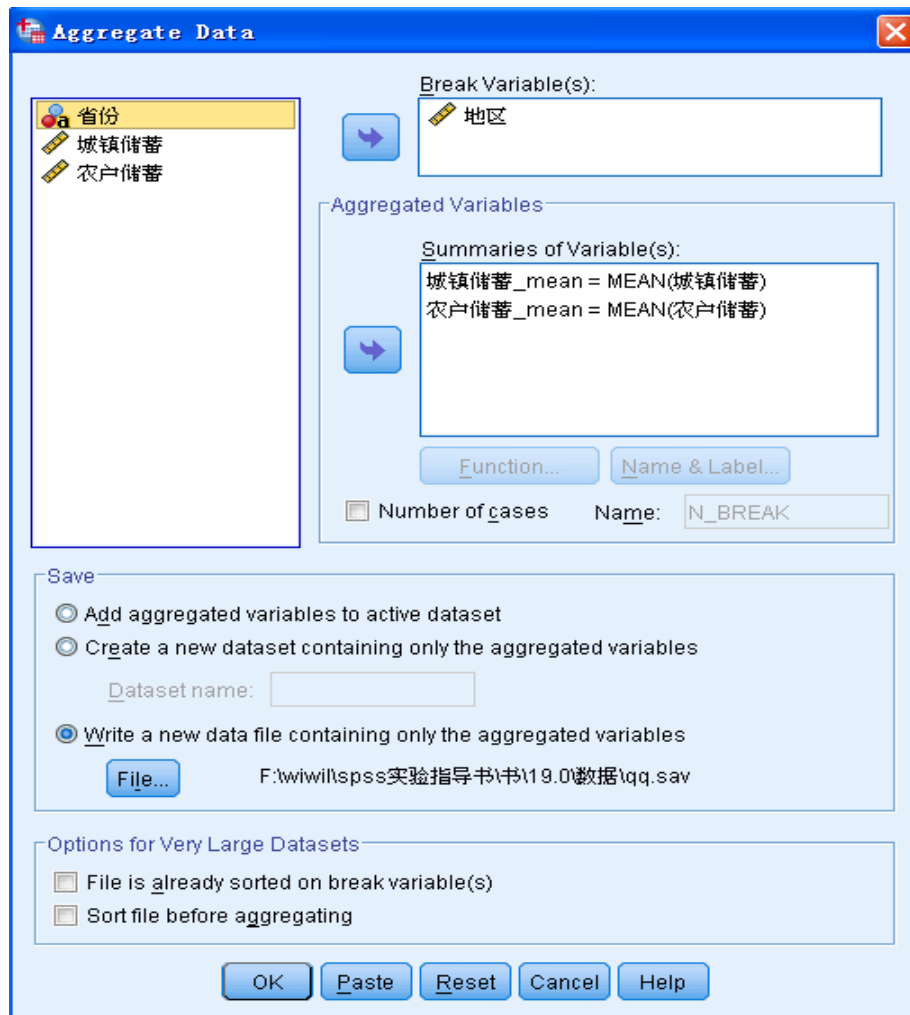 Aggregate Data
省份
城镇储蓄
农户储蓄
Break Variable(s):
地区
Aggregated Variables
Summaries of Variable(s):
城镇储蓄_mean = MEAN(城镇储蓄)
农户储蓄_mean = MEAN(农户储蓄)
Function... Name & Label...
Number of cases Name: N_BREAK
Save
Add aggregated variables to active dataset
Create a new dataset containing only the aggregated variables
Dataset name:
Write a new data file containing only the aggregated variables
File... F:\wiwil\spss实验指导书\书\19.0\数据\qq.sav
Options for Very Large Datasets
File is already sorted on break variable(s)
Sort file before aggregating
OK Paste Reset Cancel Help